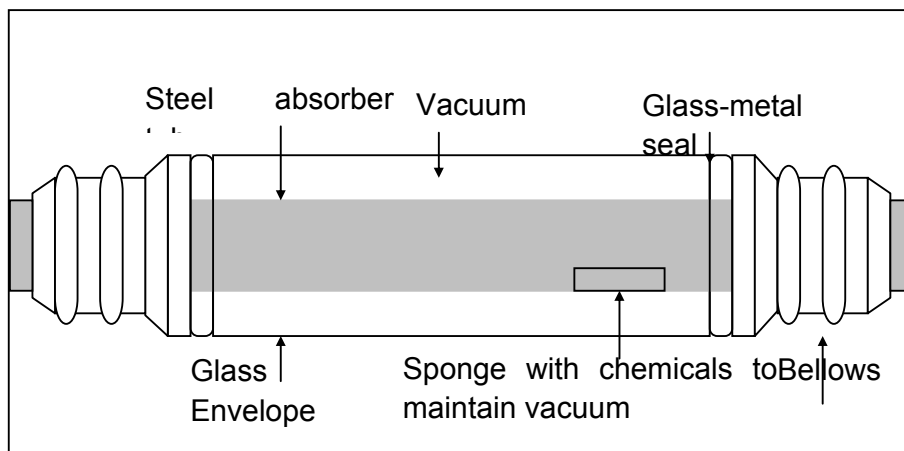 Steel absorber
Vacuum
Glass-metal
seal
Glass
Envelope
Sponge with chemicals to
maintain vacuum
Bellows